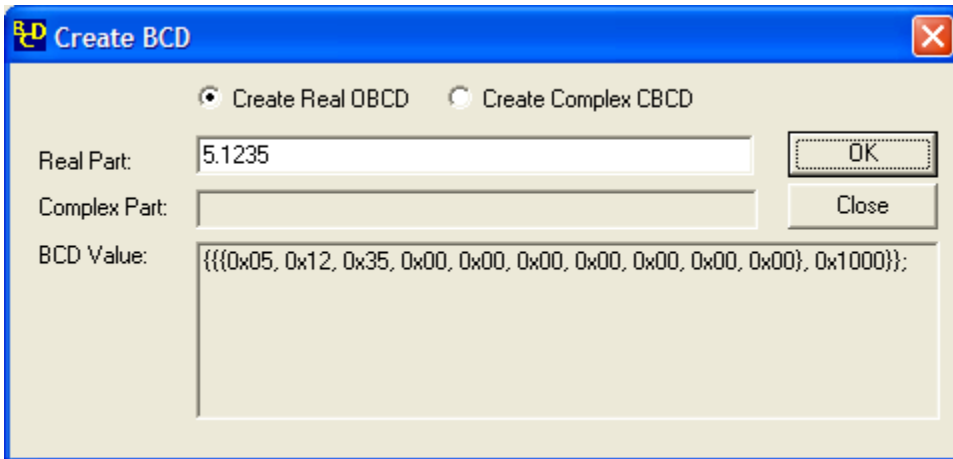 BCD Create BCD
Create Real OBCD Create Complex CBCD
Real Part: 5.1235 OK
Complex Part: Close
BCD Value: {{{0x05, 0x12, 0x35, 0x00, 0x00, 0x00, 0x00, 0x00, 0x00, 0x00}, 0x1000}};